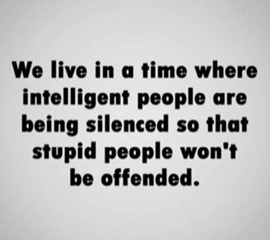 We live in a time where
intelligent people are
being silenced so that
stupid people won't
be offended.